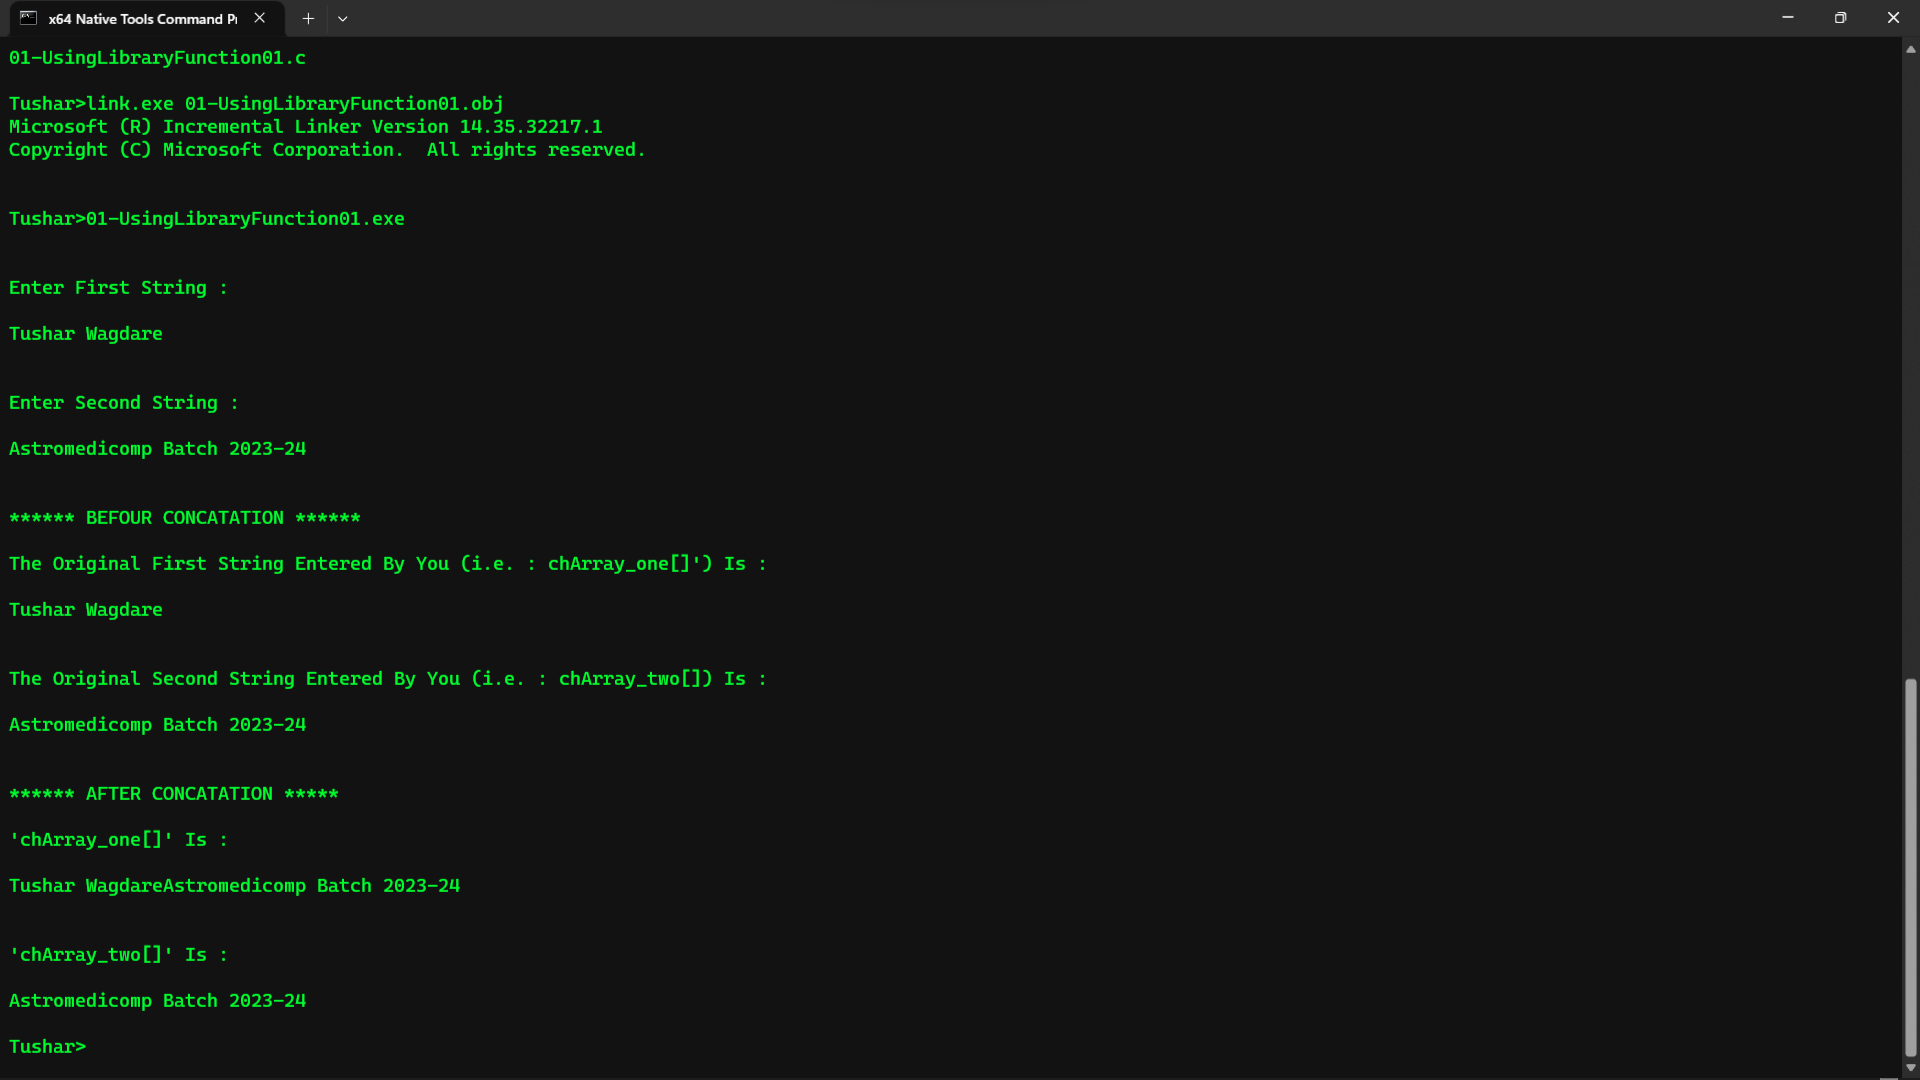 x64 Native Tools Command P
01-UsingLibraryFunction01.c
Tushar>link.exe 01-UsingLibraryFunction01.obj
Microsoft (R) Incremental Linker Version 14.35.32217.1
Copyright (C) Microsoft Corporation.  All rights reserved.
Tushar>01-UsingLibraryFunction01.exe
Enter First String :
Tushar Wagdare
Enter Second String :
Astromedicomp Batch 2023-24
****** BEFOUR CONCATATION ******
The Original First String Entered By You (i.e. : chArray_one[]') Is :
Tushar Wagdare
The Original Second String Entered By You (i.e. : chArray_two[]) Is :
Astromedicomp Batch 2023-24
****** AFTER CONCATATION *****
'chArray_one[]' Is :
Tushar WagdareAstromedicomp Batch 2023-24
'chArray_two[]' Is :
Astromedicomp Batch 2023-24
Tushar>